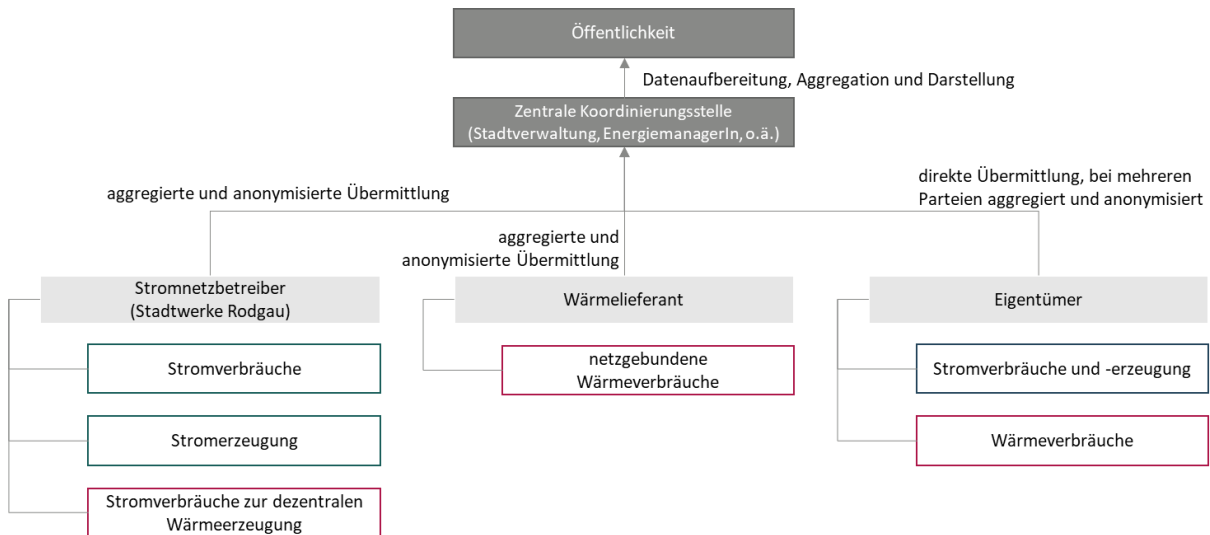 Öffentlichkeit
Datenaufbereitung, Aggregation und Darstellung
Zentrale Koordinierungsstelle
(Stadtverwaltung, EnergiemanagerIn, o.ä.)
aggregierte und anonymisierte Übermittlung
aggregierte und
anonymisierte Übermittlung
direkte Übermittlung, bei mehreren
Parteien aggregiert und anonymisiert
Stromnetzbetreiber
(Stadtwerke Rodgau)
Stromverbräuche
Stromerzeugung
Stromverbräuche zur dezentralen
Wärmeerzeugung
Wärmelieferant
netzgebundene
Wärmeverbräuche
Eigentümer
Stromverbräuche und -erzeugung
Wärmeverbräuche